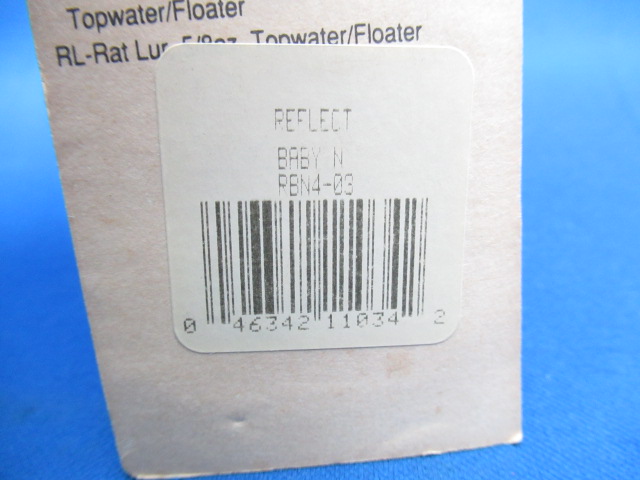 Topwater/Floater
RL-Rat Lur 5/8oz. Topwater/Floater
REFLECT
BABY N
RBN4-03
0 46342 11034 2